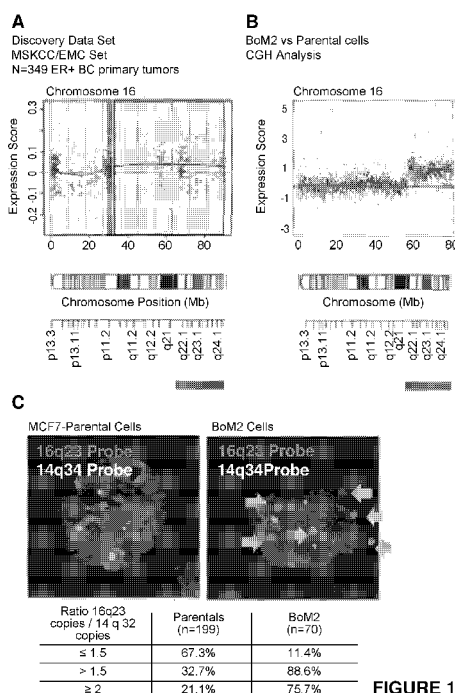 A
Discovery Data Set
MSKCC/EMC Set
N=349 ER+ BC primary tumors
Chromosome 16
Expression Score
0.3
0.1
0
-0.1
-0.2
0 20 40 60 80
Chromosome Position (Mb)
p13.3
p13.11
p11.2
q11.2
q12.2
q21
q22.1
q23.1
q24.1
B
BoM2 vs Parental cells
CGH Analysis
Chromosome 16
Expression Score
5
3
1
-1
-3
0 20 40 60 80
Chromosome (Mb)
p13.3
p13.11
p11.2
q11.2
q12.2
q21
q22.1
q23.1
q24.1
C
MCF7-Parental Cells
16q23 Probe
14q34 Probe
BoM2 Cells
16q23 Probe
14q34Probe
Ratio 16q23 copies / 14 q 32 copies
Parentals (n=199)
BoM2 (n=70)
≤ 1.5 67.3% 11.4%
> 1.5 32.7% 88.6%
≥ 2 21.1% 75.7%
FIGURE 1